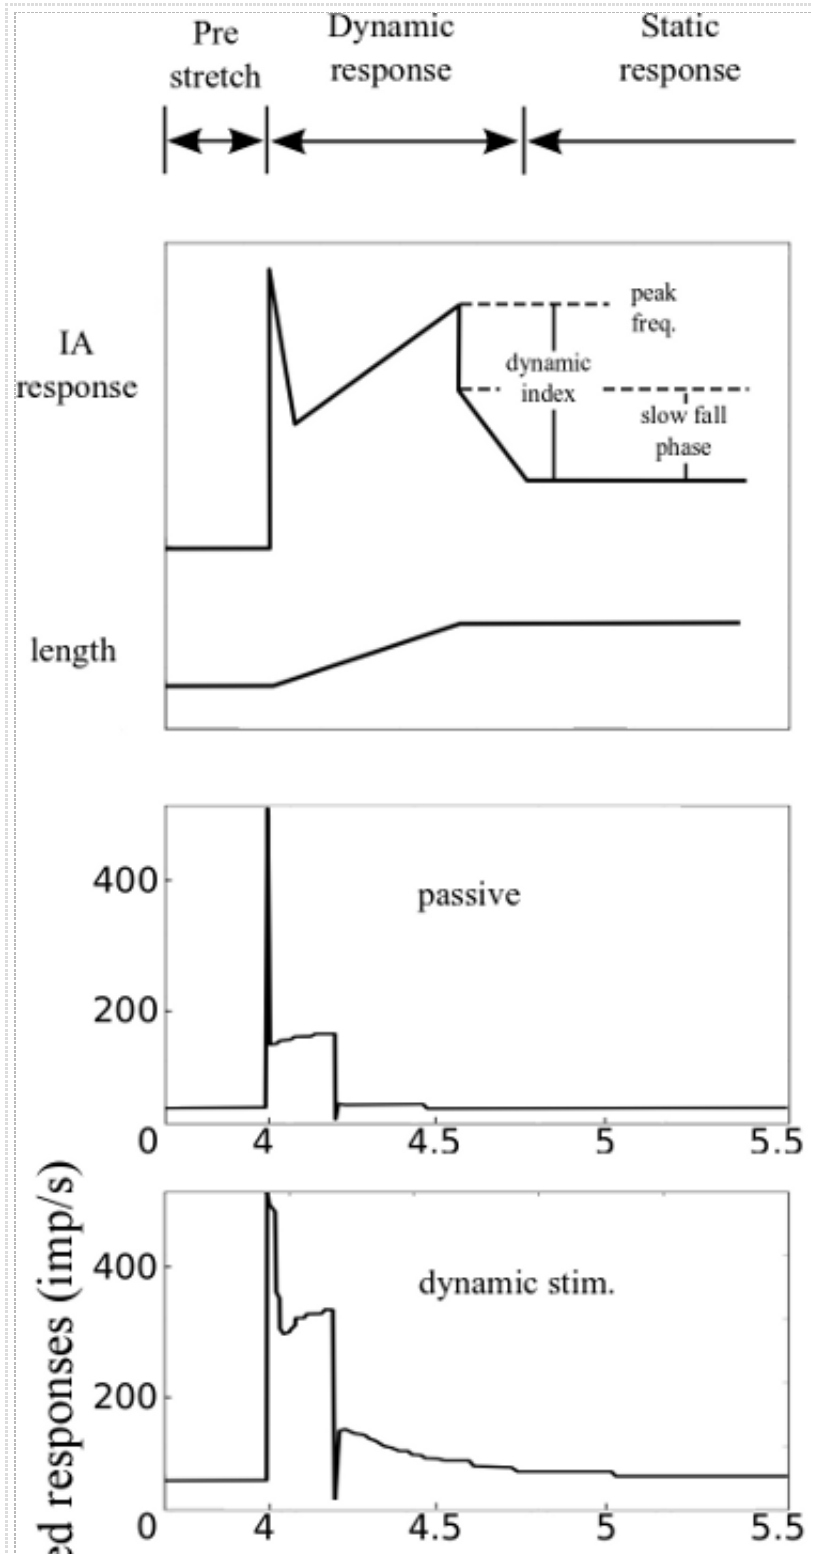 Pre
stretch
Dynamic
response
Static
response
IA
response
peak
freq.
dynamic
index
slow fall
phase
length
400
200
passive
0 4 4.5 5 5.5
ed responses (imp/s)
400
200
dynamic stim.
0 4 4.5 5 5.5